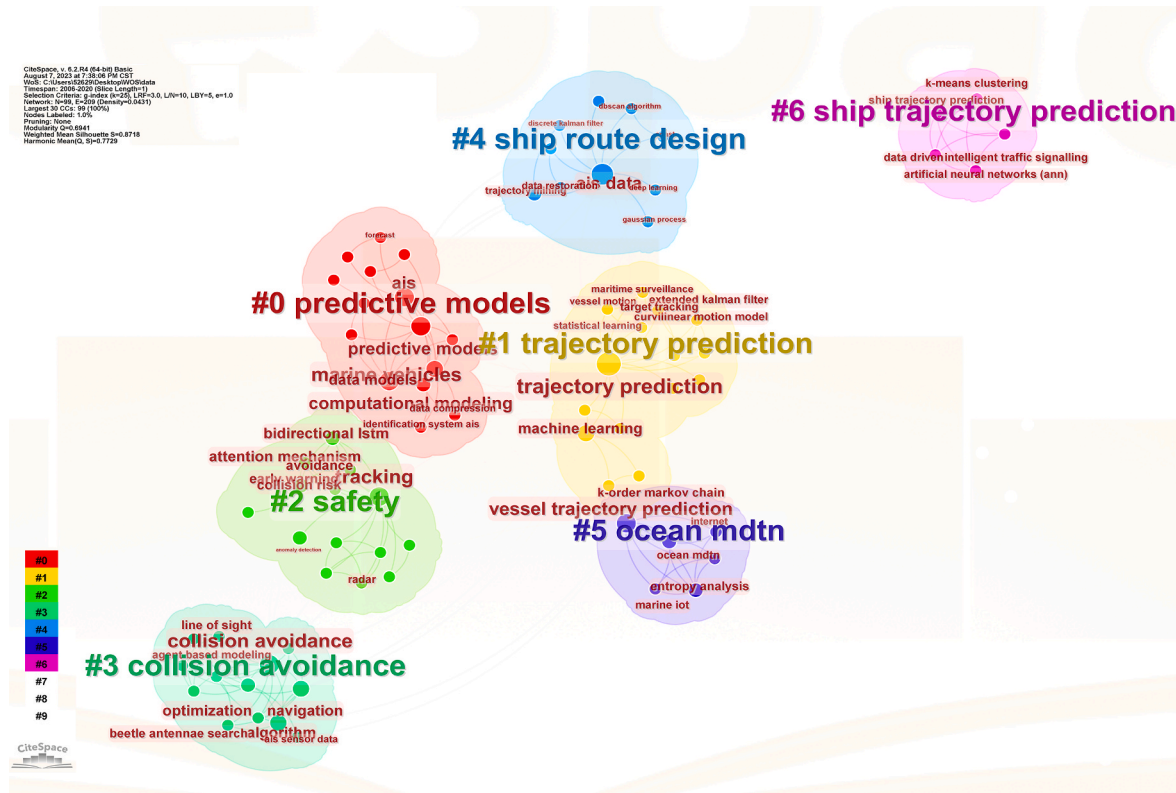 CiteSpace, v. 6.2.R4 (64-bit) Basic
August 7, 2023 at 7:38:06 PM CST
WoS: C:\Users\52629\Desktop\WOS\data
Timespan: 2006-2020 (Slice Length=1)
Selection Criteria: g-index (k=25), LRF=3.0, L/N=10, LBY=5, e=1.0
Network: N=99, E=209 (Density=0.0431)
Largest 30 CCs: 99 (100%)
Nodes Labeled: 1.0%
Pruning: None
Modularity Q=0.6941
Weighted Mean Silhouette S=0.8718
Harmonic Mean(Q, S)=0.7729
k-means clustering
ship trajectory prediction
#6 ship trajectory prediction
data driven intelligent traffic signalling
artificial neural networks (ann)
dbscan algorithm
discrete kalman filter
#4 ship route design
data restoration
ais data
deep learning
trajectory mining
gaussian process
forecast
ais
#0 predictive models
predictive models
marine vehicles
data models
computational modeling
data compression
identification system ais
maritime surveillance
vessel motion
extended kalman filter
target tracking
curvilinear motion model
statistical learning
#1 trajectory prediction
trajectory prediction
machine learning
bidirectional lstm
attention mechanism
avoidance
early warning
tracking
collision risk
#2 safety
anomaly detection
radar
k-order markov chain
vessel trajectory prediction
internet
#5 ocean mdtn
ocean mdtn
entropy analysis
marine iot
line of sight
collision avoidance
agent-based modeling
#3 collision avoidance
optimization
navigation
beetle antennae search
algorithm
ais sensor data
#0
#1
#2
#3
#4
#5
#6
#7
#8
#9
CiteSpace